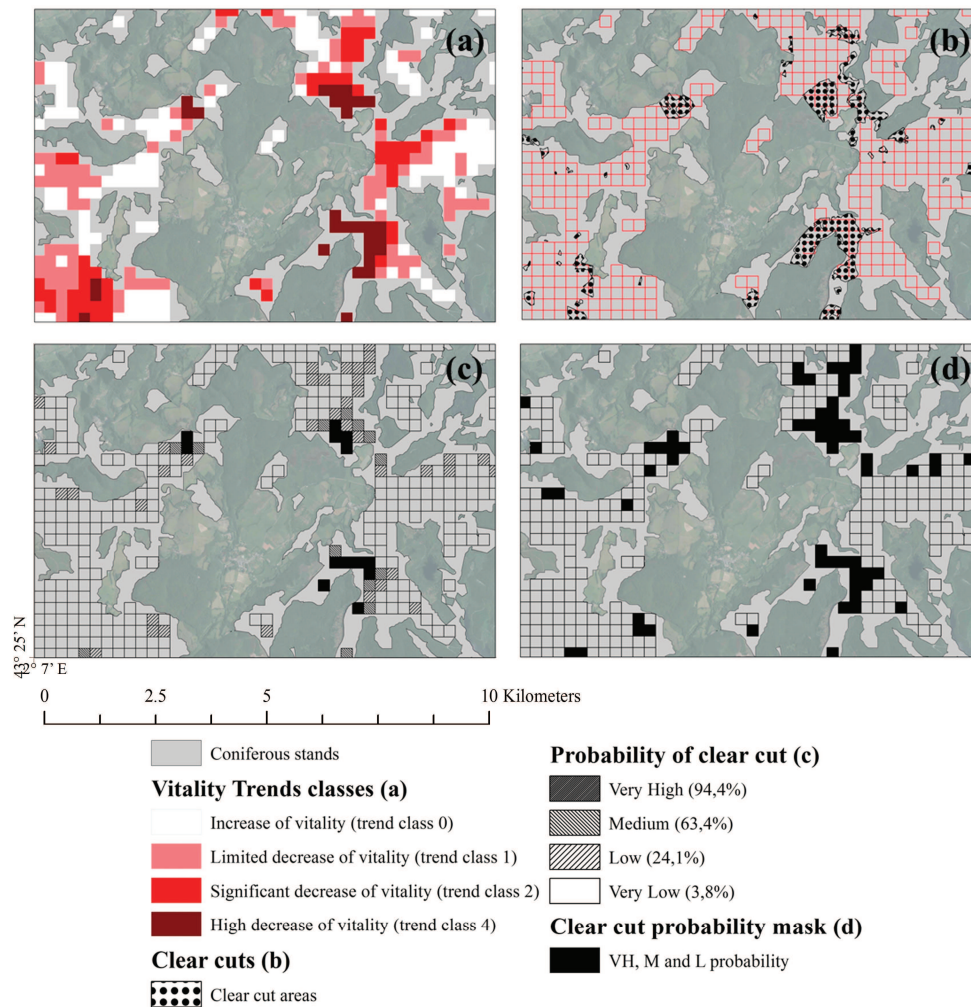 (a)
(b)
(c)
(d)
43° 25' N
2° 7' E
0 2.5 5 10 Kilometers
Coniferous stands
Vitality Trends classes (a)
Increase of vitality (trend class 0)
Limited decrease of vitality (trend class 1)
Significant decrease of vitality (trend class 2)
High decrease of vitality (trend class 4)
Clear cuts (b)
Clear cut areas
Probability of clear cut (c)
Very High (94,4%)
Medium (63,4%)
Low (24,1%)
Very Low (3,8%)
Clear cut probability mask (d)
VH, M and L probability